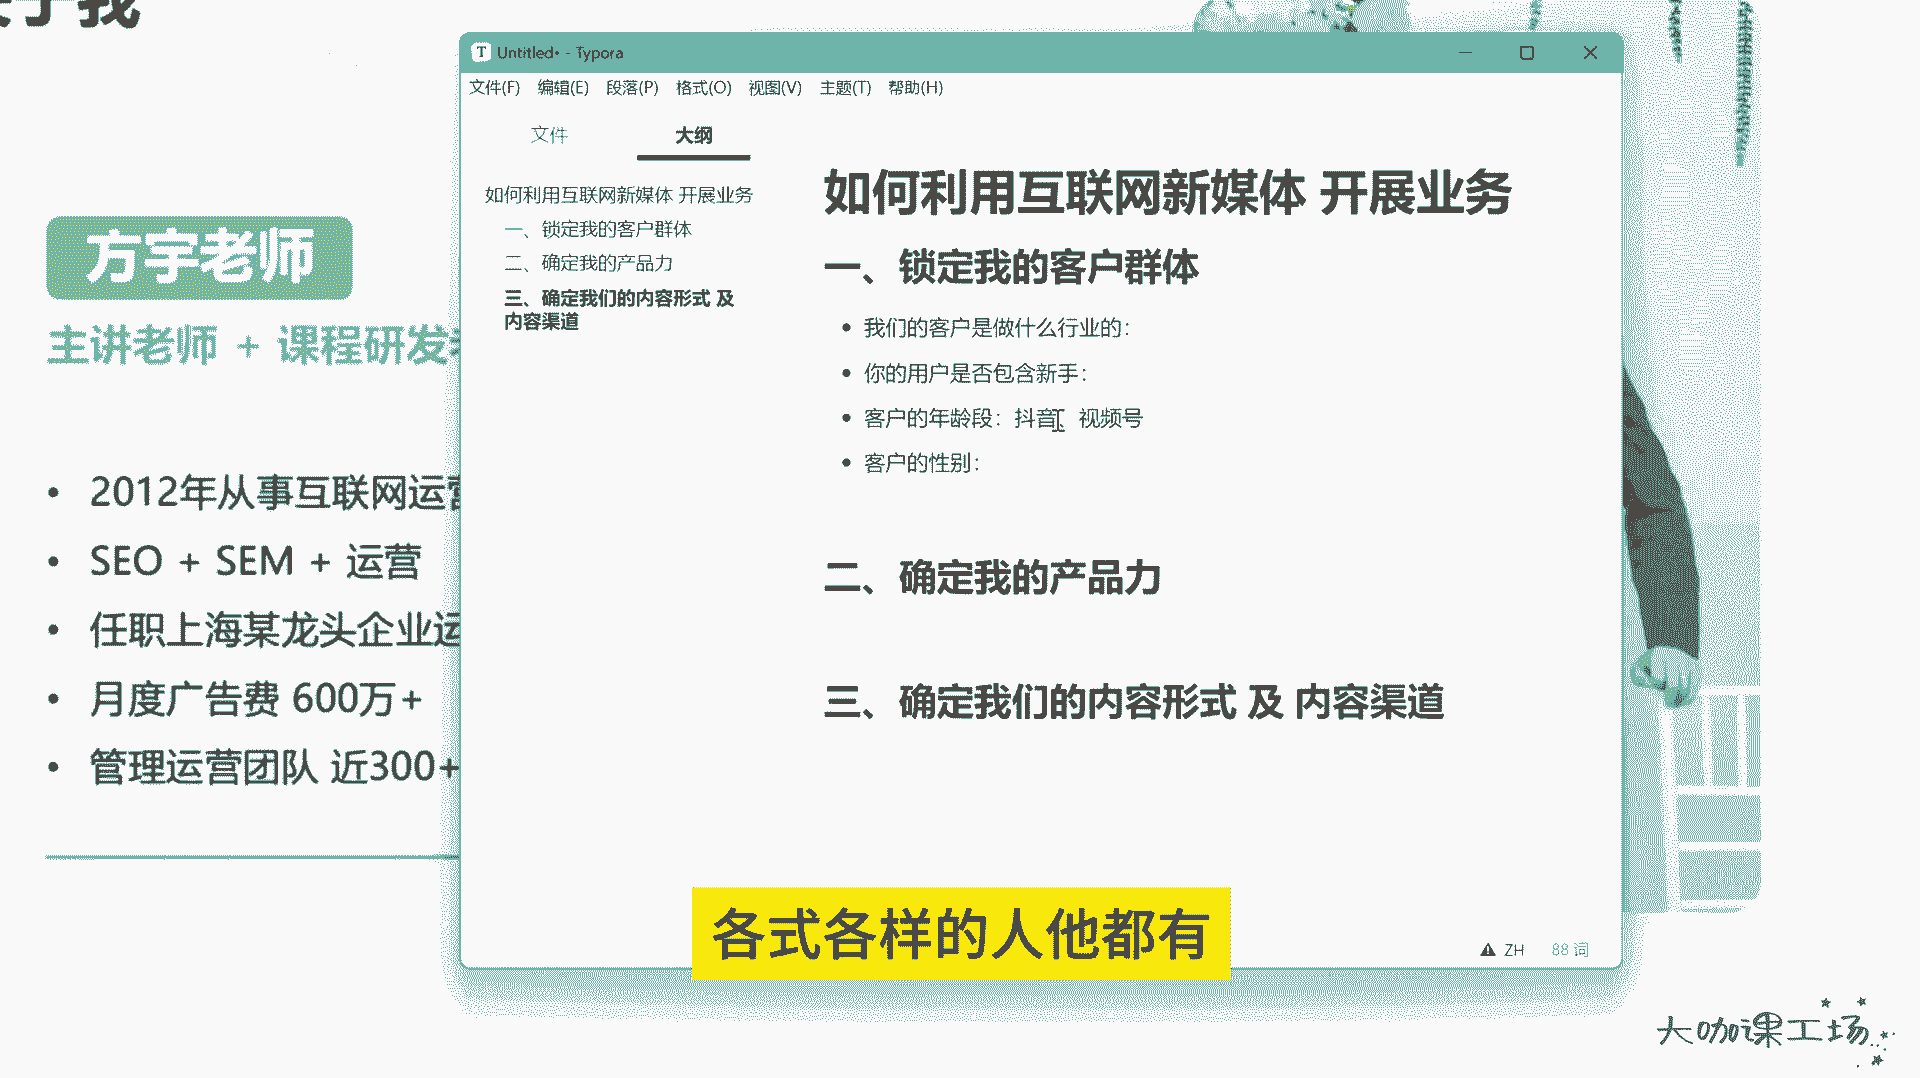 我
方宇老师
主讲老师 + 课程研发
• 2012年从事互联网运营
• SEO + SEM + 运营
• 任职上海某龙头企业运
• 月度广告费 600万+
• 管理运营团队 近300+
Untitled• - Typora
文件(F) 编辑(E) 段落(P) 格式(O) 视图(V) 主题(T) 帮助(H)
文件 大纲
如何利用互联网新媒体 开展业务
一、锁定我的客户群体
二、确定我的产品力
三、确定我们的内容形式 及
内容渠道
如何利用互联网新媒体 开展业务
一、锁定我的客户群体
• 我们的客户是做什么行业的：
• 你的用户是否包含新手：
• 客户的年龄段：抖音、视频号
• 客户的性别：
二、确定我的产品力
三、确定我们的内容形式 及 内容渠道
各式各样的人他都有
ZH 88 词
大咖课工场